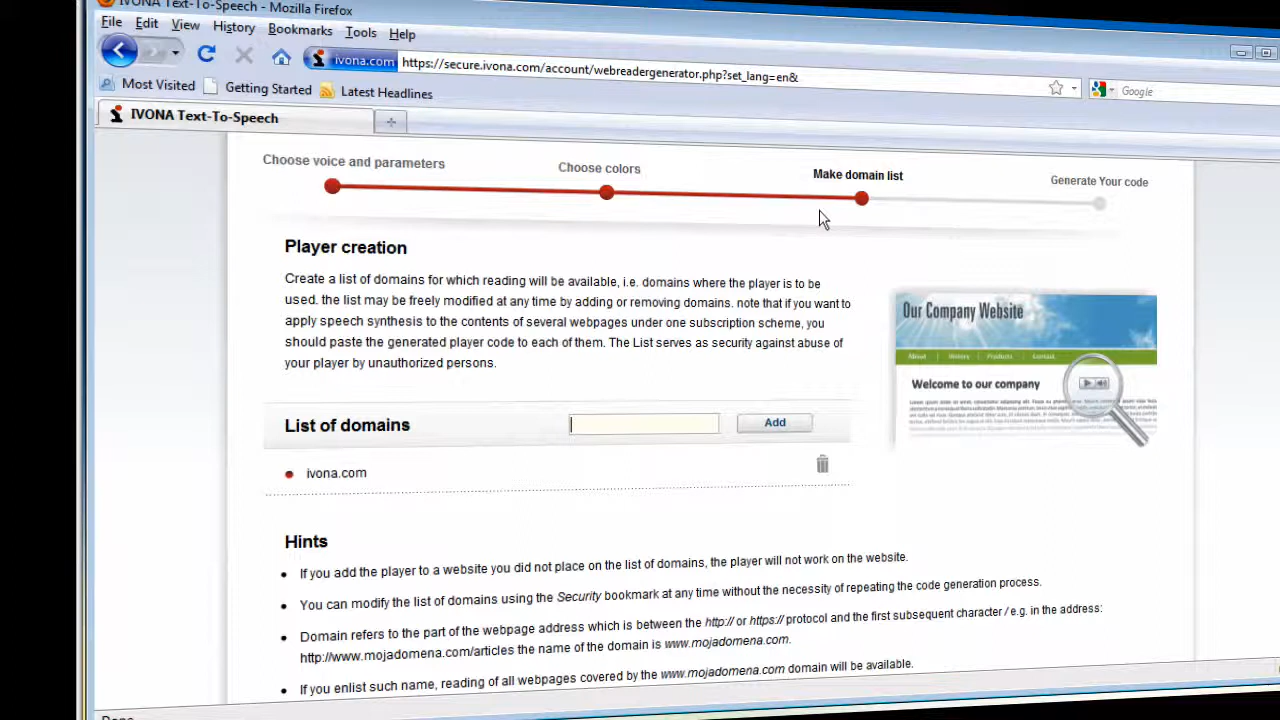 IVONA Text-To-Speech - Mozilla Firefox
File Edit View History Bookmarks Tools Help
ivona.com https://secure.ivona.com/account/webreadergenerator.php?set_lang=en& Google
Most Visited Getting Started Latest Headlines
IVONA Text-To-Speech
Choose voice and parameters Choose colors Make domain list Generate Your code
Player creation
Create a list of domains for which reading will be available, i.e. domains where the player is to be
used. the list may be freely modified at any time by adding or removing domains. note that if you want to
apply speech synthesis to the contents of several webpages under one subscription scheme, you
should paste the generated player code to each of them. The List serves as security against abuse of
your player by unauthorized persons.
Our Company Website
About History Products Contact
Welcome to our company
List of domains Add
ivona.com
Hints
If you add the player to a website you did not place on the list of domains, the player will not work on the website.
You can modify the list of domains using the Security bookmark at any time without the necessity of repeating the code generation process.
Domain refers to the part of the webpage address which is between the http:// or https:// protocol and the first subsequent character / e.g. in the address:
http://www.mojadomena.com/articles the name of the domain is www.mojadomena.com.
If you enlist such name, reading of all webpages covered by the www.mojadomena.com domain will be available.